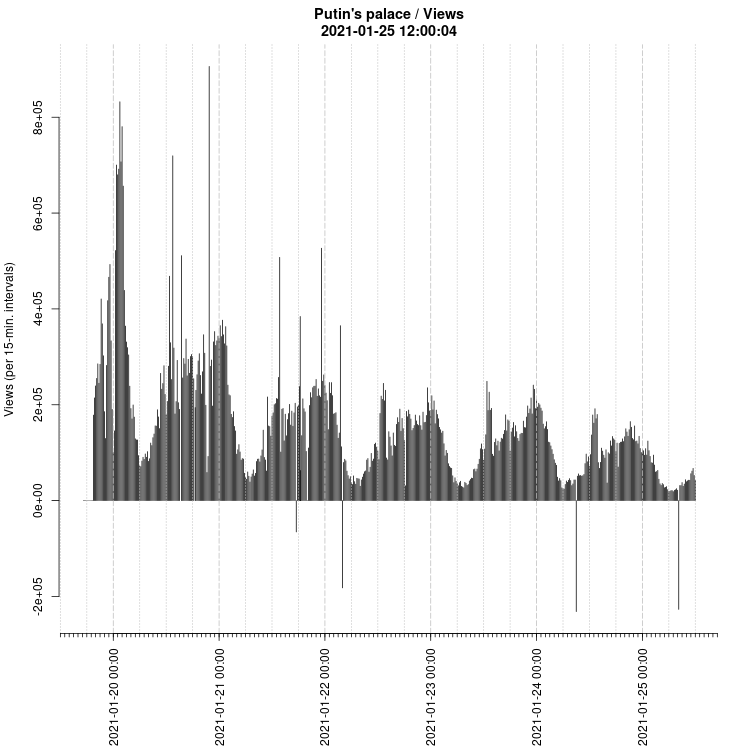 Putin's palace / Views
2021-01-25 12:00:04
Views (per 15-min. intervals)
8e+05
6e+05
4e+05
2e+05
0e+00
-2e+05
2021-01-20 00:00
2021-01-21 00:00
2021-01-22 00:00
2021-01-23 00:00
2021-01-24 00:00
2021-01-25 00:00